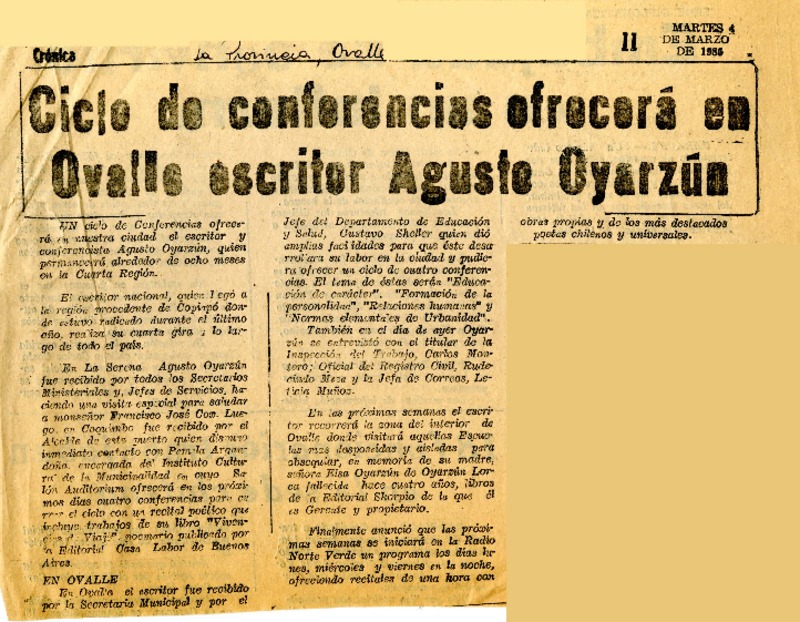 Crónica
La Provincia, Ovalle
11
MARTES 4
DE MARZO
DE 1986
Ciclo de conferencias ofrecerá en
Ovalle escritor Agusto Oyarzún
UN ciclo de Conferencias ofrece-
rá en nuestra ciudad el escritor y
conferencista Agusto Oyarzún, quien
permanecerá alrededor de ocho meses
en la Cuarta Región.
El escritor nacional, quien llegó a
la región procedente de Copiapó don-
de estuvo radicado durante el último
año, realiza su cuarta gira a lo lar-
go de todo el país.
En La Serena Agusto Oyarzún
fue recibido por todos los Secretarios
Ministeriales y, Jefes de Servicios, ha-
ciendo una visita especial para saludar
a monseñor Francisco José Cox. Lue-
go, en Coquimbo fue recibido por el
Alcalde de este puerto quien dispuso
inmediato contacto con Pamela Argan-
doña, encargada del Instituto Cultu-
ral de la Municipalidad en cuyo Sa-
lón Auditorium ofrecerá en los próxi-
mos días cuatro conferencias para ce-
rrar el ciclo con un recital poético que
incluye trabajos de su libro "Viven-
cias de Viaje", poemario publicado por
la Editorial Casa Labor de Buenos
Aires.
EN OVALLE
En Ovalle el escritor fue recibido
por la Secretaria Municipal y por el
Jefe del Departamento de Educación
y Salud, Gustavo Sheller quien dió
amplias facidades para que éste desa-
rrollara su labor en la ciudad y pudie-
ra ofrecer un ciclo de cuatro conferen-
cias. El tema de éstas serán "Educa-
ción de carácter". "Formación de la
personalidad", "Relaciones humanas" y
"Normas elementales de Urbanidad".
También en el día de ayer Oyar-
zún se entrevistó con el titular de la
Inspección del Trabajo, Carlos Mon-
tero; Oficial del Registro Civil, Rude-
cindo Meza y la Jefa de Correos, Le-
ticia Muñoz.
En las próximas semanas el escri-
tor recorrerá la zona del interior de
Ovalle donde visitará aquellas Escue-
las mas desposeidas y aisladas para
obsequiar, en memoria de su madre,
señora Elsa Oyarzún de Oyarzún Lor-
ca fallecida hace cuatro años, libros
de la Editorial Skorpio de la que él
es Gerente y propietario.
Finalmente anunció que las próxi-
mas semanas se iniciará en la Radio
Norte Verde un programa los días lu-
nes, miércoles y viernes en la noche,
ofreciendo recitales de una hora con
obras propias y de los más destacados
poetas chilenos y universales.